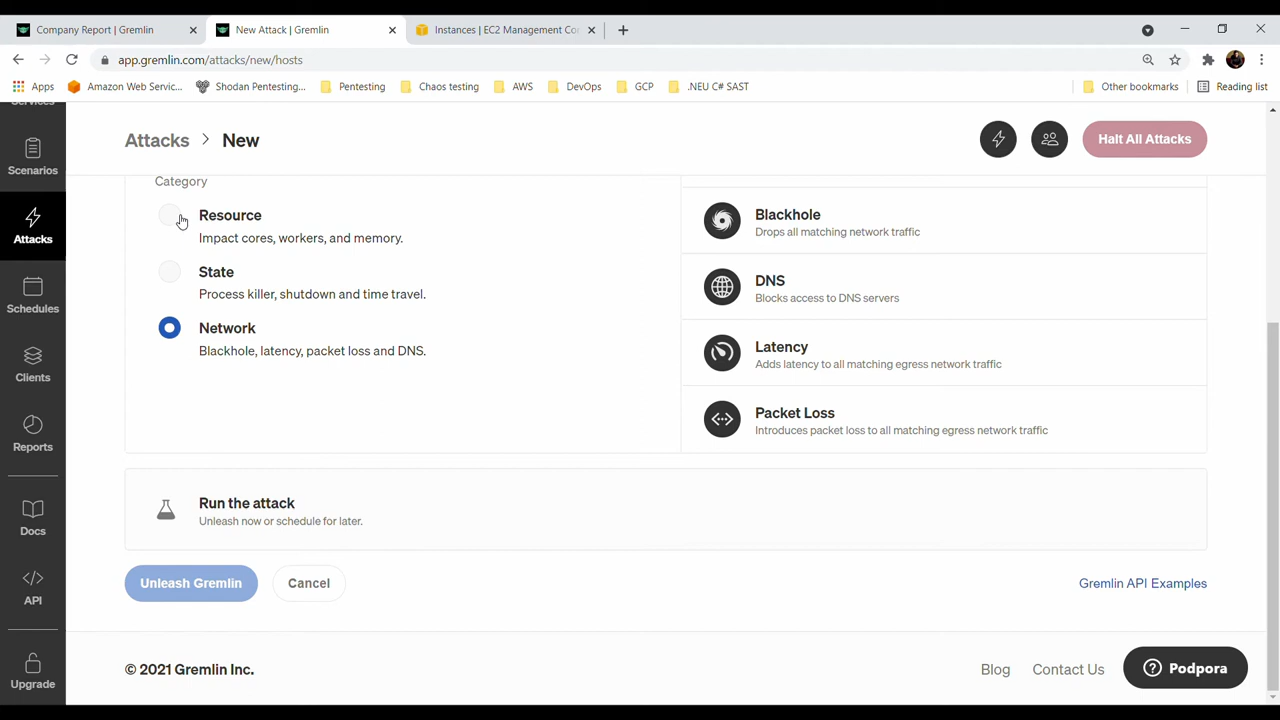 Company Report | Gremlin
New Attack | Gremlin
Instances | EC2 Management Co
app.gremlin.com/attacks/new/hosts
Apps
Amazon Web Servic...
Shodan Pentesting...
Pentesting
Chaos testing
AWS
DevOps
GCP
.NEU C# SAST
Other bookmarks
Reading list
Services
Scenarios
Attacks
Schedules
Clients
Reports
Docs
API
Upgrade
Attacks > New
Halt All Attacks
Category
Resource
Impact cores, workers, and memory.
State
Process killer, shutdown and time travel.
Network
Blackhole, latency, packet loss and DNS.
Blackhole
Drops all matching network traffic
DNS
Blocks access to DNS servers
Latency
Adds latency to all matching egress network traffic
Packet Loss
Introduces packet loss to all matching egress network traffic
Run the attack
Unleash now or schedule for later.
Unleash Gremlin
Cancel
Gremlin API Examples
© 2021 Gremlin Inc.
Blog
Contact Us
Podpora